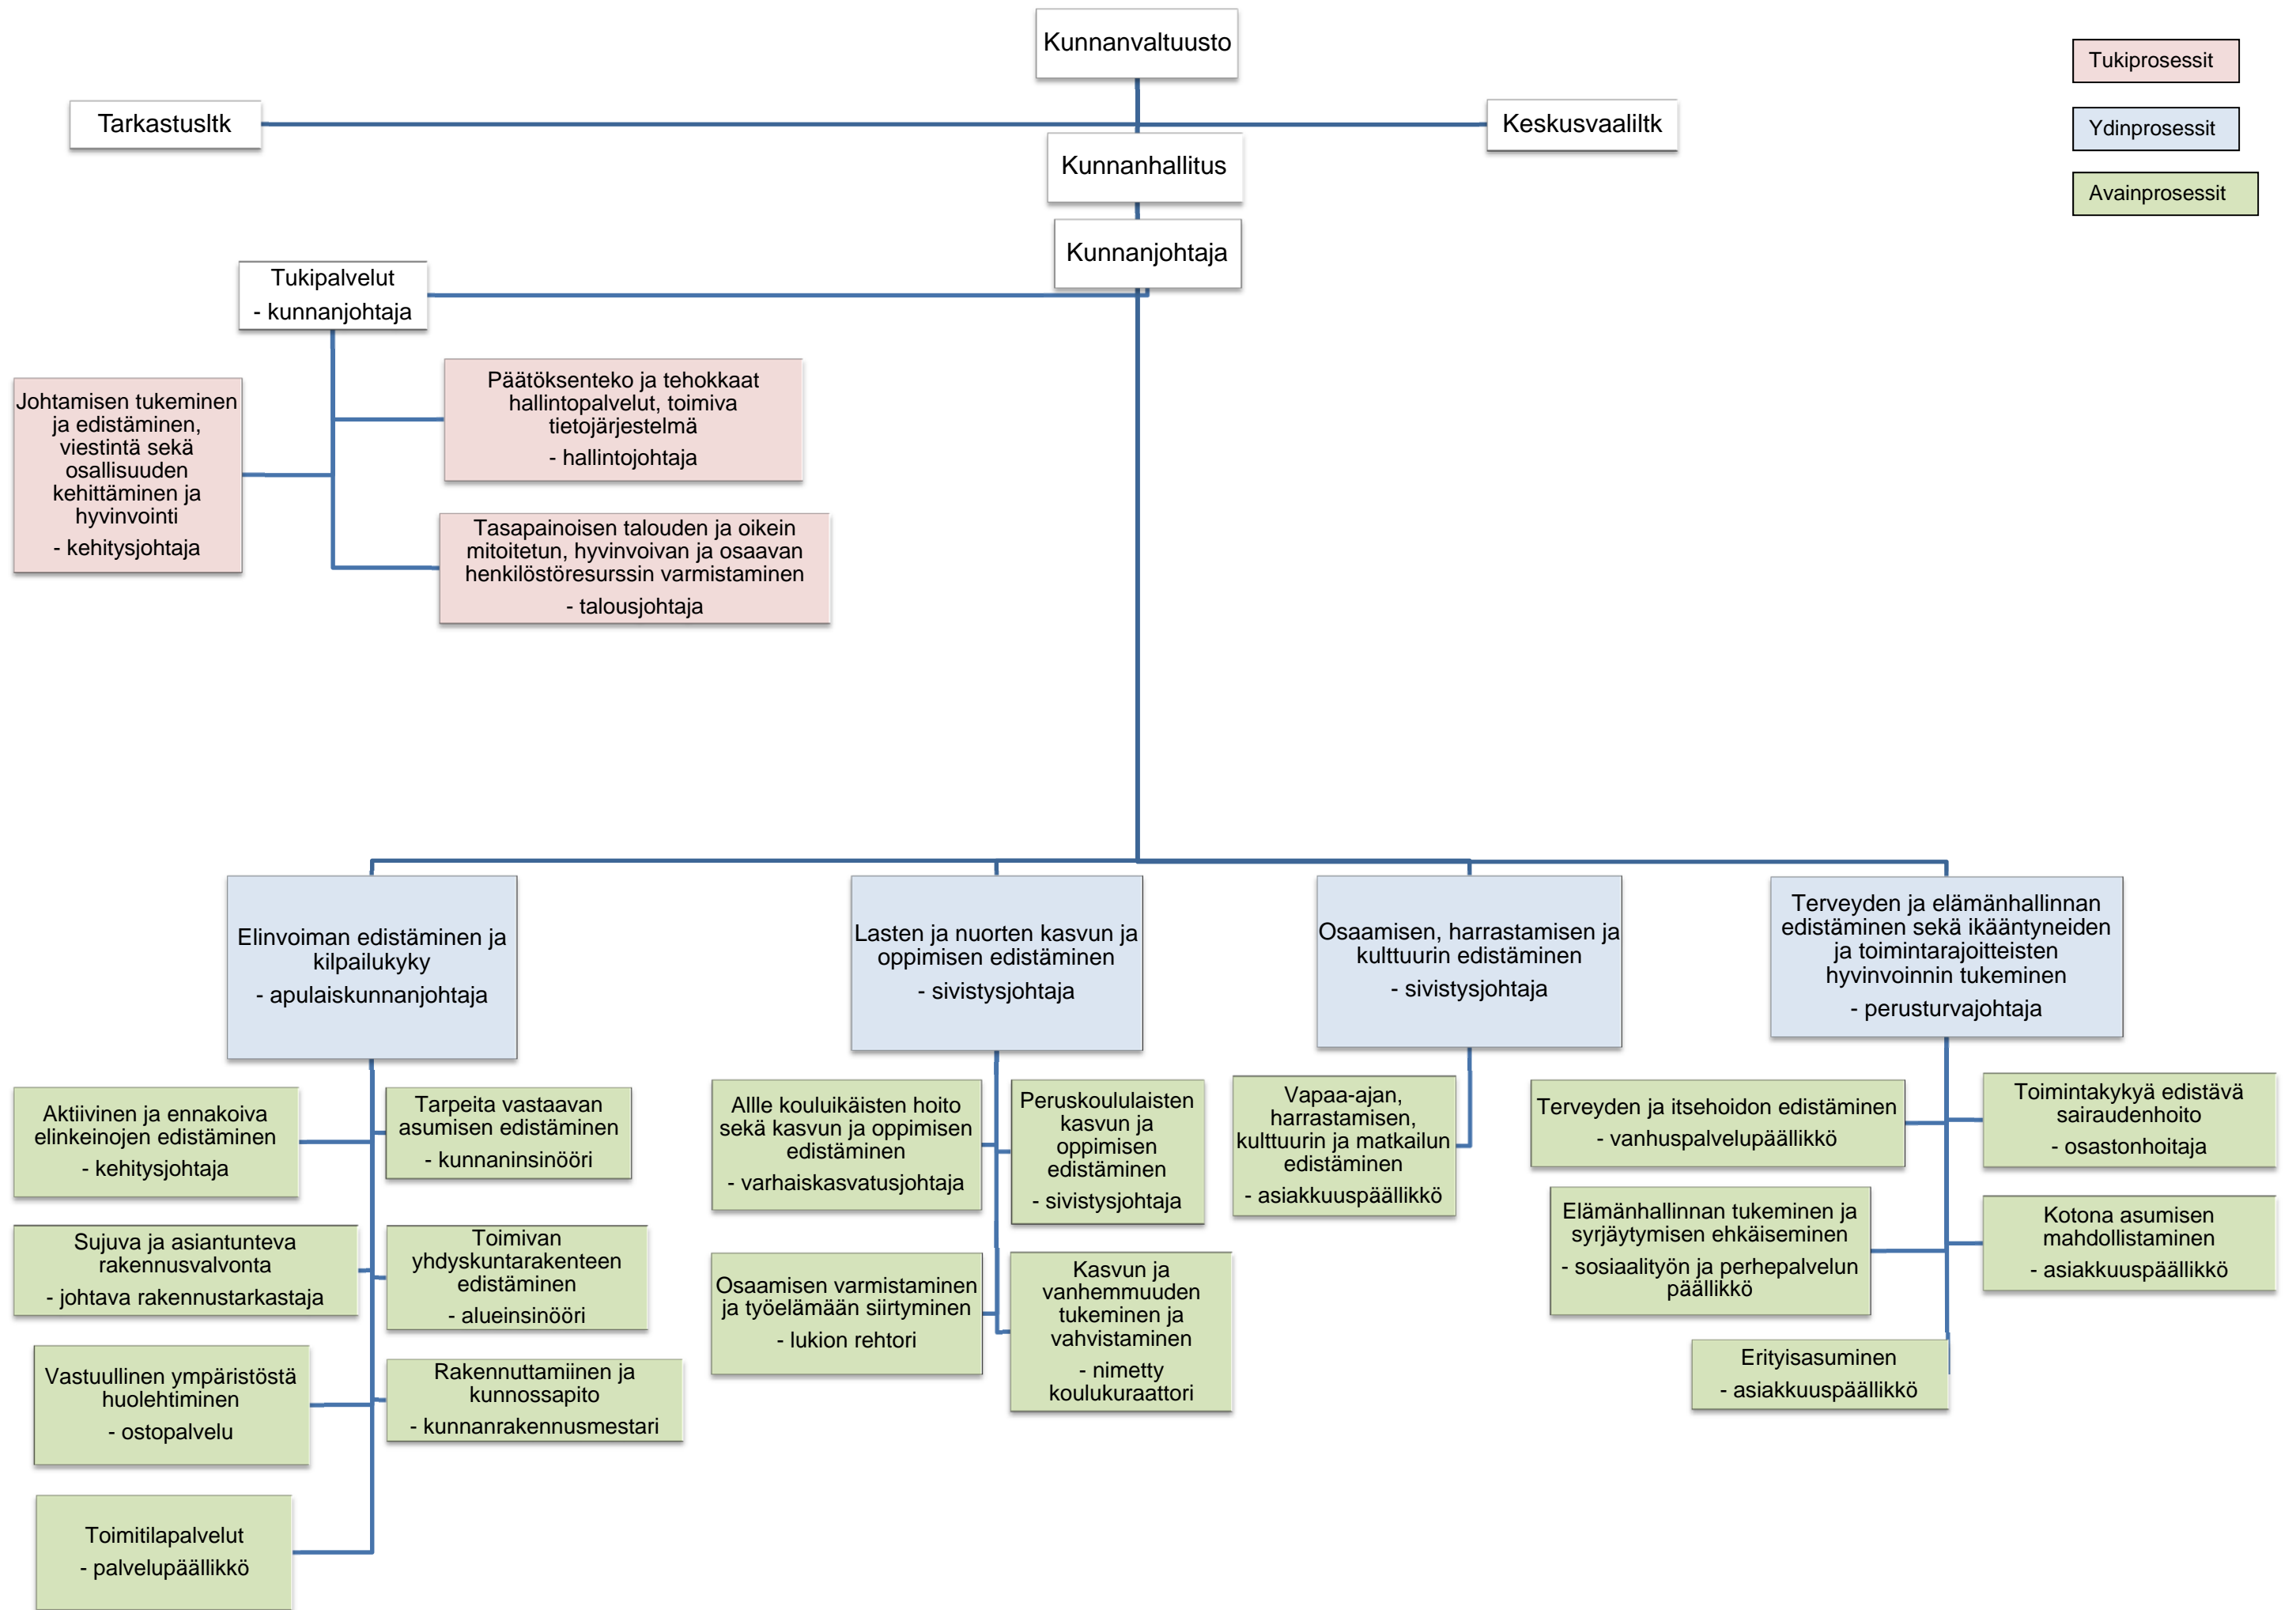 Kunnanvaltuusto
Tukiprosessit
Ydinprosessit
Avainprosessit
Tarkastusltk
Keskusvaaliltk
Kunnanhallitus
Kunnanjohtaja
Tukipalvelut
- kunnanjohtaja
Johtamisen tukeminen
ja edistäminen,
viestintä sekä
osallisuuden
kehittäminen ja
hyvinvointi
- kehitysjohtaja
Päätöksenteko ja tehokkaat
hallintopalvelut, toimiva
tietojärjestelmä
- hallintojohtaja
Tasapainoisen talouden ja oikein
mitoitetun, hyvinvoivan ja osaavan
henkilöstöresurssin varmistaminen
- talousjohtaja
Elinvoiman edistäminen ja
kilpailukyky
- apulaiskunnanjohtaja
Lasten ja nuorten kasvun ja
oppimisen edistäminen
- sivistysjohtaja
Osaamisen, harrastamisen ja
kulttuurin edistäminen
- sivistysjohtaja
Terveyden ja elämänhallinnan
edistäminen sekä ikääntyneiden
ja toimintarajoitteisten
hyvinvoinnin tukeminen
- perusturvajohtaja
Aktiivinen ja ennakoiva
elinkeinojen edistäminen
- kehitysjohtaja
Tarpeita vastaavan
asumisen edistäminen
- kunnaninsinööri
Sujuva ja asiantunteva
rakennusvalvonta
- johtava rakennustarkastaja
Toimivan
yhdyskuntarakenteen
edistäminen
- alueinsinööri
Vastuullinen ympäristöstä
huolehtiminen
- ostopalvelu
Rakennuttamiinen ja
kunnossapito
- kunnanrakennusmestari
Toimitilapalvelut
- palvelupäällikkö
Allle kouluikäisten hoito
sekä kasvun ja oppimisen
edistäminen
- varhaiskasvatusjohtaja
Peruskoululaisten
kasvun ja
oppimisen
edistäminen
- sivistysjohtaja
Osaamisen varmistaminen
ja työelämään siirtyminen
- lukion rehtori
Kasvun ja
vanhemmuuden
tukeminen ja
vahvistaminen
- nimetty
koulukuraattori
Vapaa-ajan,
harrastamisen,
kulttuurin ja matkailun
edistäminen
- asiakkuuspäällikkö
Terveyden ja itsehoidon edistäminen
- vanhuspalvelupäällikkö
Toimintakykyä edistävä
sairaudenhoito
- osastonhoitaja
Elämänhallinnan tukeminen ja
syrjäytymisen ehkäiseminen
- sosiaalityön ja perhepalvelun
päällikkö
Kotona asumisen
mahdollistaminen
- asiakkuuspäällikkö
Erityisasuminen
- asiakkuuspäällikkö